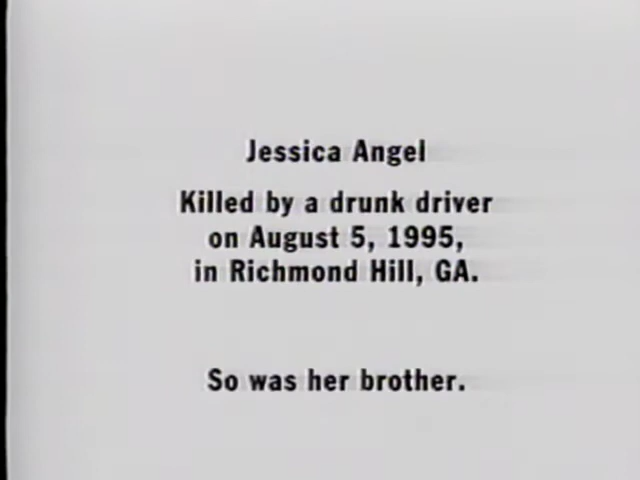 Jessica Angel
Killed by a drunk driver
on August 5, 1995,
in Richmond Hill, GA.
So was her brother.